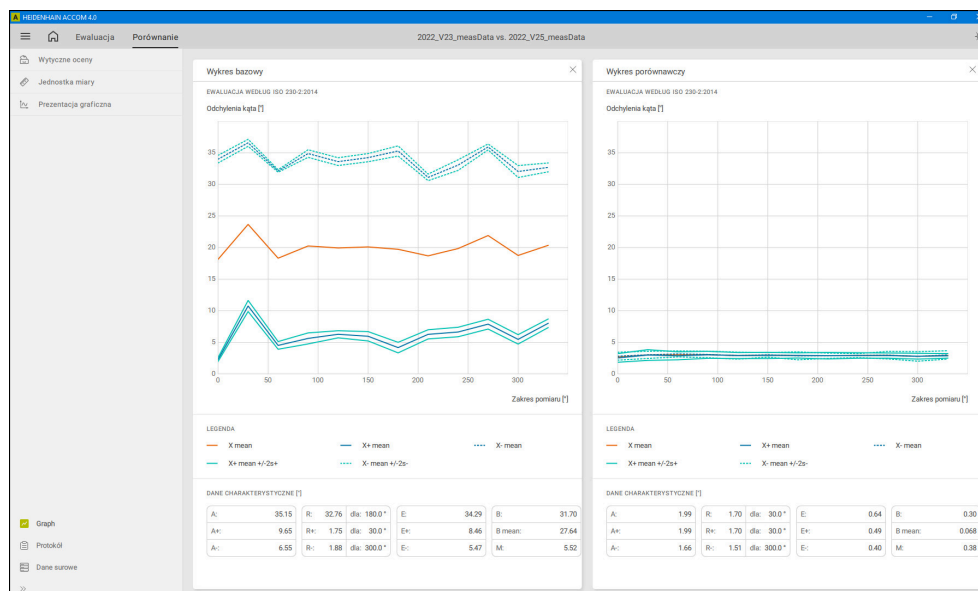 HEIDENHAIN ACCOM 4.0
Ewaluacja Porównanie 2022_V23_measData vs. 2022_V25_measData
Wytyczne oceny
Jednostka miary
Prezentacja graficzna
Wykres bazowy
EWALUACJA WEDŁUG ISO 230-2:2014
Odchylenia kąta ["]
35
30
25
20
15
10
5
0
0 50 100 150 200 250 300
Zakres pomiaru [°]
LEGENDA
X mean X+ mean X- mean
X+ mean +/-2s+ X- mean +/-2s-
DANE CHARAKTERYSTYCZNE ["]
A: 35.15 R: 32.76 dla: 180.0 ° E: 34.29 B: 31.70
A+: 9.65 R+: 1.75 dla: 30.0 ° E+: 8.46 B mean: 27.64
A-: 6.55 R-: 1.88 dla: 300.0 ° E-: 5.47 M: 5.52
Wykres porównawczy
EWALUACJA WEDŁUG ISO 230-2:2014
Odchylenia kąta ["]
35
30
25
20
15
10
5
0
0 50 100 150 200 250 300
Zakres pomiaru [°]
LEGENDA
X mean X+ mean X- mean
X+ mean +/-2s+ X- mean +/-2s-
DANE CHARAKTERYSTYCZNE ["]
A: 1.99 R: 1.70 dla: 30.0 ° E: 0.64 B: 0.30
A+: 1.99 R+: 1.70 dla: 30.0 ° E+: 0.49 B mean: 0.068
A-: 1.66 R-: 1.51 dla: 300.0 ° E-: 0.40 M: 0.38
Graph
Protokół
Dane surowe